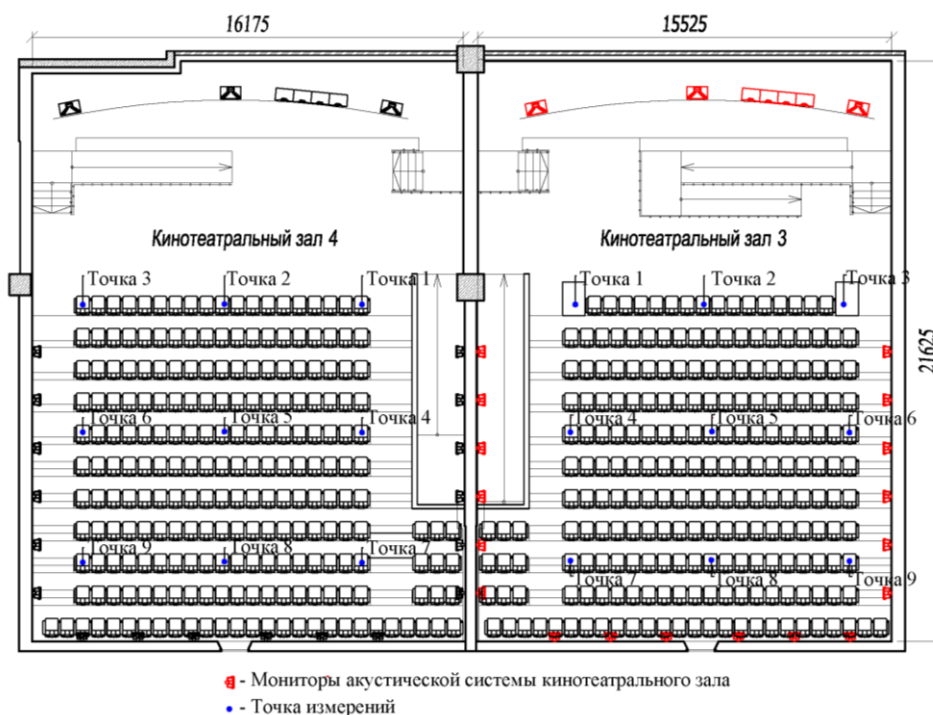 16175 15525
Кинотеатральный зал 4 Кинотеатральный зал 3
Точка 3 Точка 2 Точка 1 Точка 1 Точка 2 Точка 3
21625
Точка 6 Точка 5 Точка 4 Точка 4 Точка 5 Точка 6
Точка 9 Точка 8 Точка 7
Точка 7 Точка 8 Точка 9
- Мониторы акустической системы кинотеатрального зала
- Точка измерений